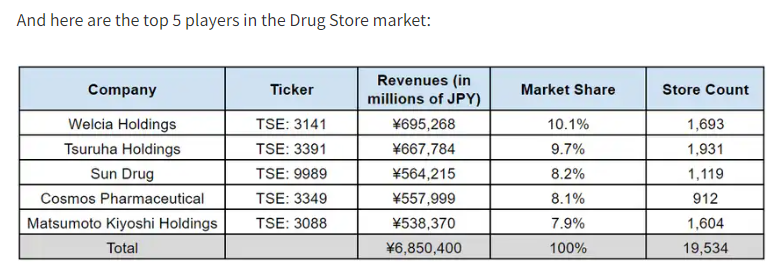 And here are the top 5 players in the Drug Store market:
Company Ticker Revenues (in millions of JPY) Market Share Store Count
Welcia Holdings TSE: 3141 ¥695,268 10.1% 1,693
Tsuruha Holdings TSE: 3391 ¥667,784 9.7% 1,931
Sun Drug TSE: 9989 ¥564,215 8.2% 1,119
Cosmos Pharmaceutical TSE: 3349 ¥557,999 8.1% 912
Matsumoto Kiyoshi Holdings TSE: 3088 ¥538,370 7.9% 1,604
Total ¥6,850,400 100% 19,534